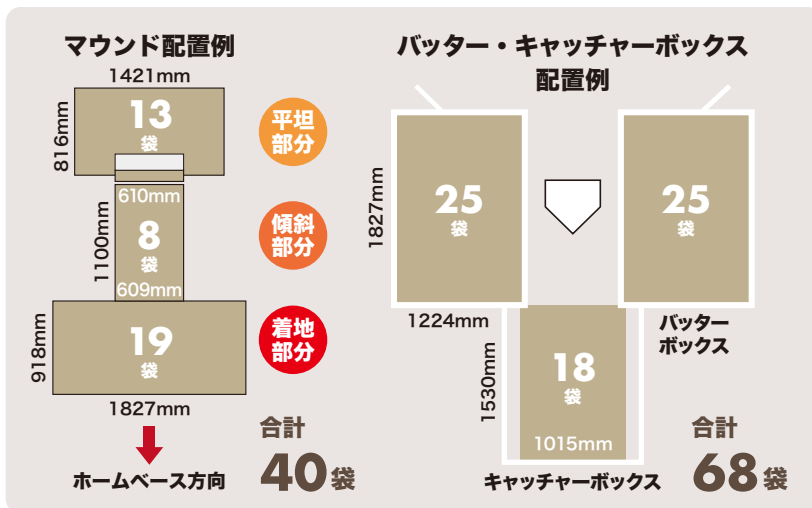 マウンド配置例
1421mm
816mm
13
袋
平坦
部分
610mm
1100mm
8
袋
609mm
傾斜
部分
918mm
19
袋
着地
部分
1827mm
ホームベース方向
合計
40袋
バッター・キャッチャーボックス
配置例
1827mm
25
袋
25
袋
1224mm
バッター
ボックス
1530mm
18
袋
1015mm
キャッチャーボックス
合計
68袋